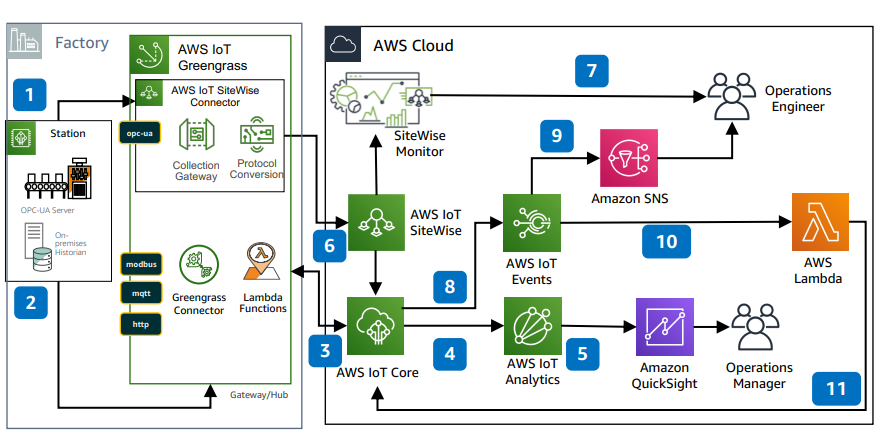 Factory
AWS IoT
Greengrass
AWS IoT SiteWise
Connector
1
Station
opc-ua
Collection
Gateway
Protocol
Conversion
OPC-UA Server
On-
premises
Historian
2
modbus
mqtt
http
Greengrass
Connector
Lambda
Functions
Gateway/Hub
AWS Cloud
7
SiteWise
Monitor
Operations
Engineer
9
Amazon SNS
6
AWS IoT
SiteWise
8
AWS IoT
Events
10
AWS
Lambda
3
AWS IoT Core
4
AWS IoT
Analytics
5
Amazon
QuickSight
Operations
Manager
11